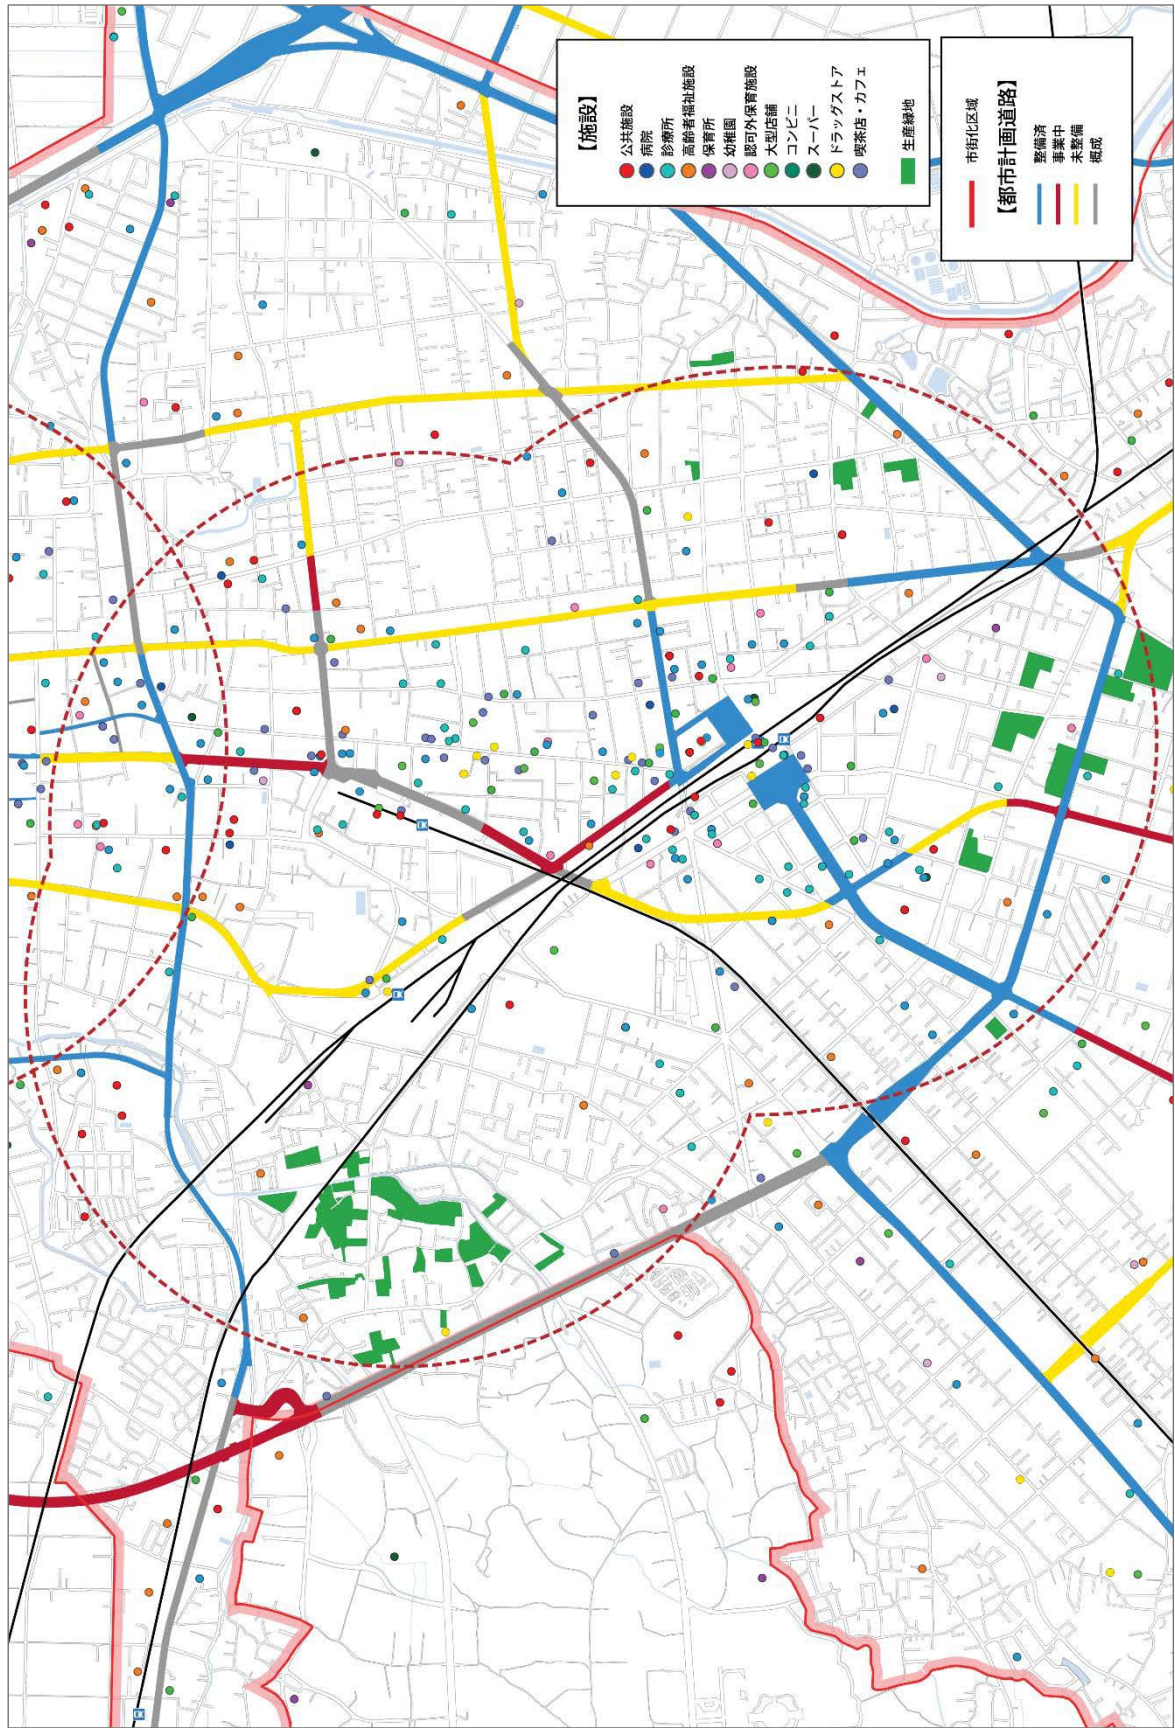 【施設】
公共施設
病院
診療所
高齢者福祉施設
保育所
幼稚園
認可外保育施設
大型店舗
コンビニ
スーパー
ドラッグストア
喫茶店・カフェ
生産緑地
市街化区域
【都市計画道路】
整備済
事業中
未整備
概成